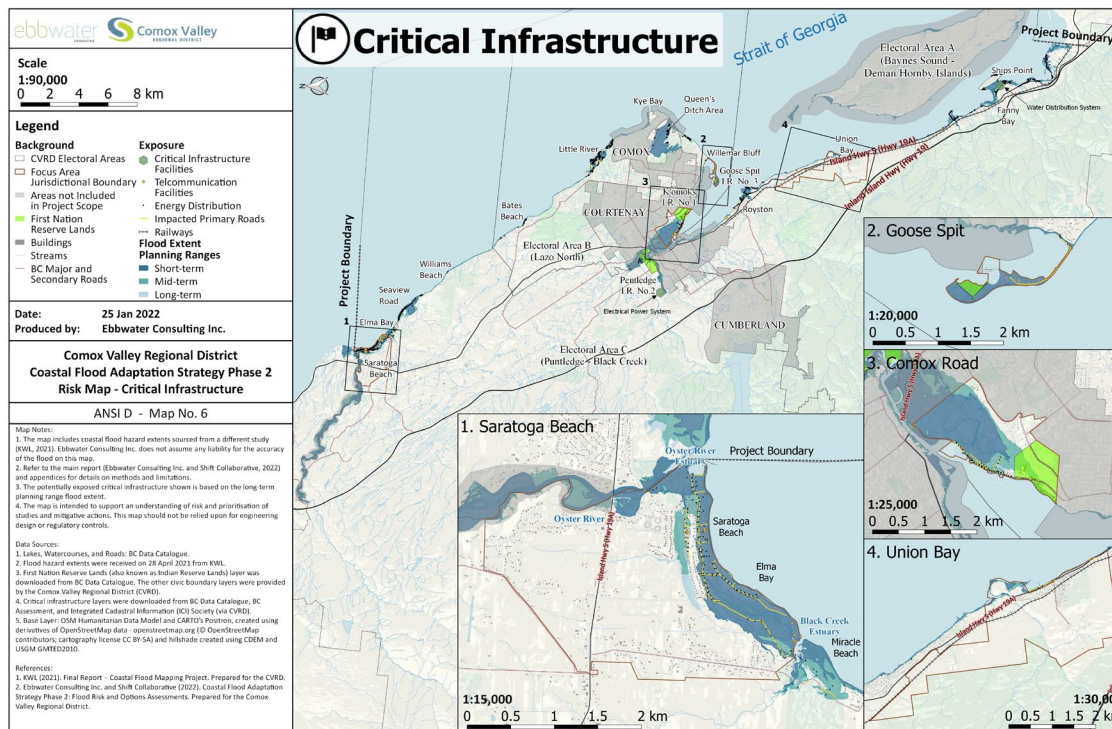 ebbwater
CONSULTING
Comox Valley
REGIONAL DISTRICT
Scale
1:90,000
0 2 4 6 8 km
Legend
Background
CVRD Electoral Areas
Focus Area
Jurisdictional Boundary
Areas not Included
in Project Scope
First Nation
Reserve Lands
Buildings
Streams
BC Major and
Secondary Roads
Exposure
Critical Infrastructure
Facilities
Telcommunication
Facilities
Energy Distribution
Impacted Primary Roads
Railways
Flood Extent
Planning Ranges
Short-term
Mid-term
Long-term
Date: 25 Jan 2022
Produced by: Ebbwater Consulting Inc.
Comox Valley Regional District
Coastal Flood Adaptation Strategy Phase 2
Risk Map - Critical Infrastructure
ANSI D - Map No. 6
Map Notes:
1. The map includes coastal flood hazard extents sourced from a different study
(KWL, 2021). Ebbwater Consulting Inc. does not assume any liability for the accuracy
of the flood on this map.
2. Refer to the main report (Ebbwater Consulting Inc. and Shift Collaborative, 2022)
and appendices for details on methods and limitations.
3. The potentially exposed critical infrastructure shown is based on the long-term
planning range flood extent.
4. The map is intended to support an understanding of risk and prioritisation of
studies and mitigative actions. This map should not be relied upon for engineering
design or regulatory controls.
Data Sources:
1. Lakes, Watercourses, and Roads: BC Data Catalogue.
2. Flood hazard extents were received on 28 April 2021 from KWL.
3. First Nation Reserve Lands (also known as Indian Reserve Lands) layer was
downloaded from BC Data Catalogue. The other civic boundary layers were provided
by the Comox Valley Regional District (CVRD).
4. Critical infrastructure layers were downloaded from BC Data Catalogue, BC
Assessment, and Integrated Cadastral Information (ICI) Society (via CVRD).
5. Base Layer: OSM Humanitarian Data Model and CARTO's Positron, created using
derivatives of OpenStreetMap data - openstreetmap.org (© OpenStreetMap
contributors; cartography license CC BY-SA) and hillshade created using CDEM and
USGM GMTED2010.
References:
1. KWL (2021). Final Report – Coastal Flood Mapping Project. Prepared for the CVRD.
2. Ebbwater Consulting Inc. and Shift Collaborative (2022). Coastal Flood Adaptation
Strategy Phase 2: Flood Risk and Options Assessments. Prepared for the Comox
Valley Regional District.
Critical Infrastructure
N
Strait of Georgia
Electoral Area A
(Baynes Sound -
Deman/Hornby Islands)
Project Boundary
Ships Point
Water Distribution System
Fanny
Bay
Kye Bay
Queen's
Ditch Area
Little River
COMOX
2
Willemar Bluff
Goose Spit
I.R. No. 3
4
Union
Bay
Island Hwy S (Hwy 19A)
Inland Island Hwy (Hwy 19)
3
K'omoks
I.R. No.1
COURTENAY
Royston
Bates
Beach
Electoral Area B
(Lazo North)
Project Boundary
Williams
Beach
Pentledge
I.R. No.2
Electrical Power System
Seaview
Road
CUMBERLAND
1
Elma Bay
Saratoga
Beach
Electoral Area C
(Puntledge - Black Creek)
1. Saratoga Beach
Oyster River
Estuary
Project Boundary
Oyster River
Island Hwy S (Hwy 19A)
Saratoga
Beach
Elma
Bay
Black Creek
Estuary
Miracle
Beach
1:15,000
0 0.5 1 1.5 2 km
2. Goose Spit
1:20,000
0 0.5 1 1.5 2 km
3. Comox Road
Island Hwy S (Hwy 19A)
1:25,000
0 0.5 1 1.5 2 km
4. Union Bay
Island Hwy S (Hwy 19A)
1:30,00
0 0.5 1 1.5 2 k